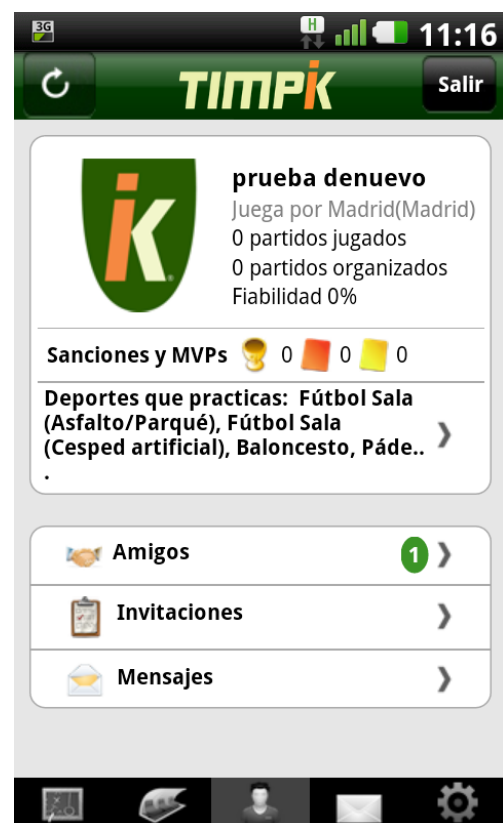 3G
H
11:16
TIMPIK
Salir
iK
prueba denuevo
Juega por Madrid(Madrid)
0 partidos jugados
0 partidos organizados
Fiabilidad 0%
Sanciones y MVPs 0 0 0
Deportes que practicas: Fútbol Sala
(Asfalto/Parqué), Fútbol Sala
(Cesped artificial), Baloncesto, Páde..
.
Amigos 1
Invitaciones
Mensajes